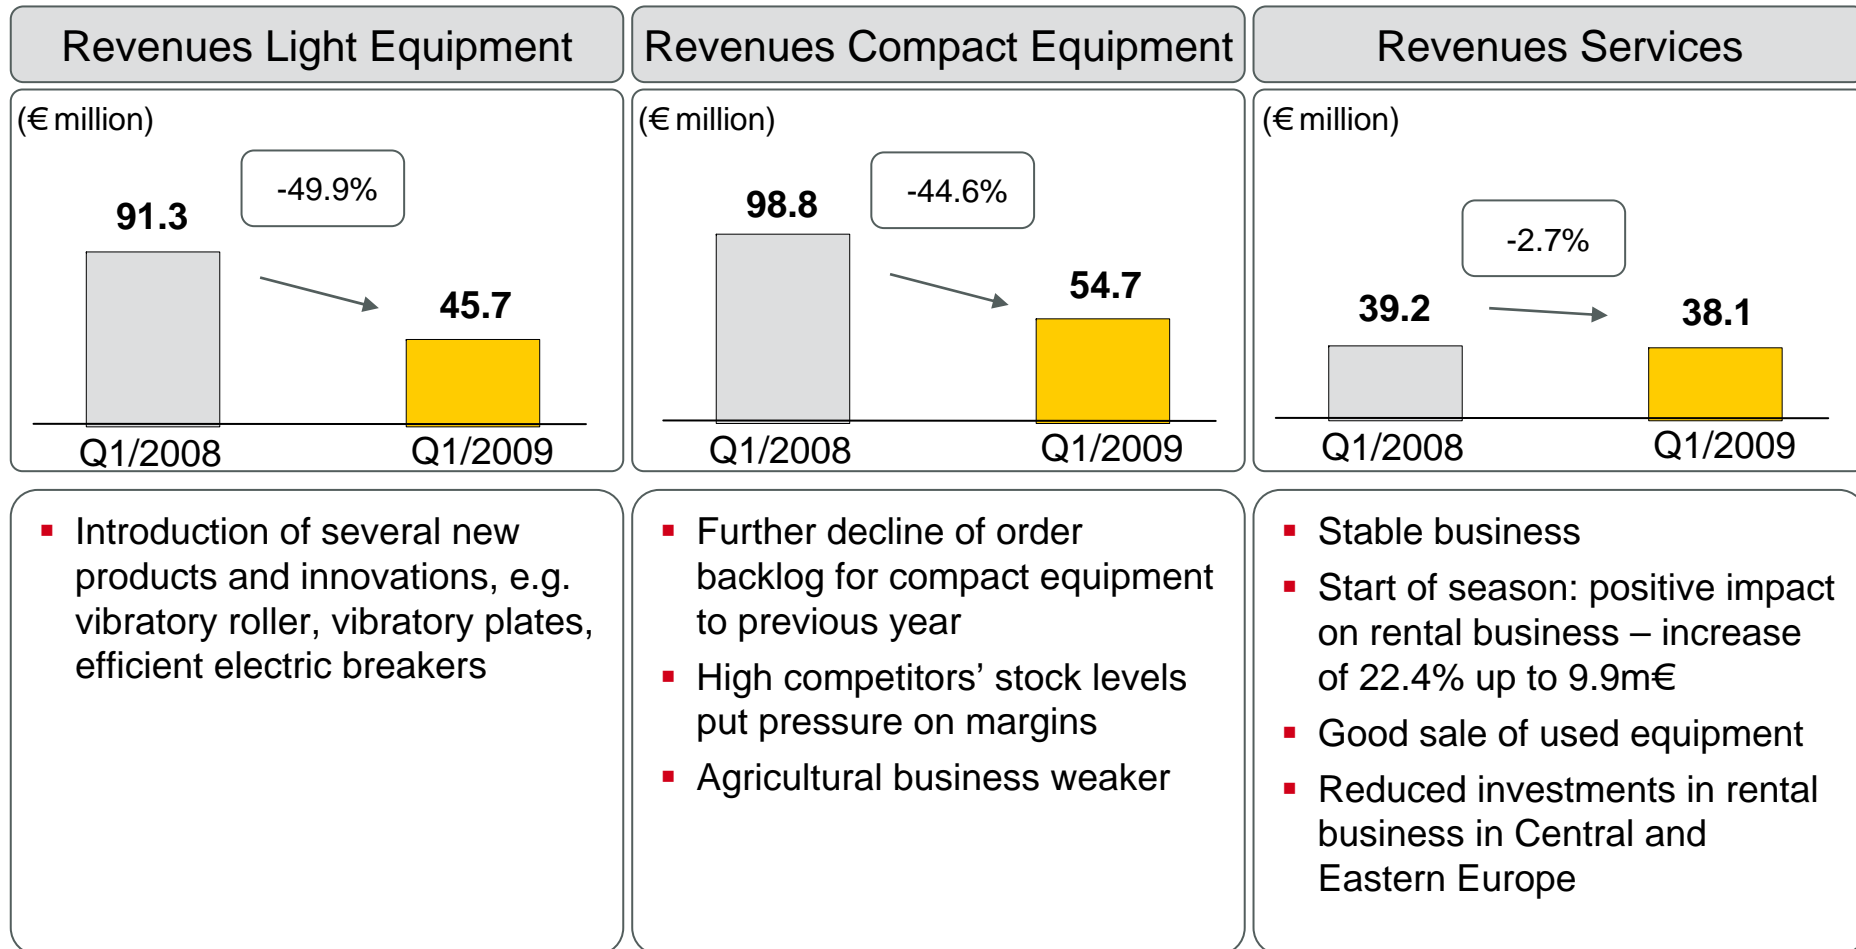 Revenues Light Equipment
(€ million)
-49.9%
91.3
45.7
Q1/2008
Q1/2009
▪ Introduction of several new
products and innovations, e.g.
vibratory roller, vibratory plates,
efficient electric breakers
Revenues Compact Equipment
(€ million)
-44.6%
98.8
54.7
Q1/2008
Q1/2009
▪ Further decline of order
backlog for compact equipment
to previous year
▪ High competitors’ stock levels
put pressure on margins
▪ Agricultural business weaker
Revenues Services
(€ million)
-2.7%
39.2
38.1
Q1/2008
Q1/2009
▪ Stable business
▪ Start of season: positive impact
on rental business – increase
of 22.4% up to 9.9m€
▪ Good sale of used equipment
▪ Reduced investments in rental
business in Central and
Eastern Europe